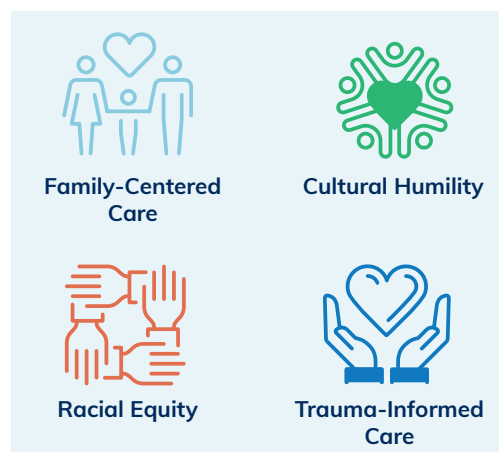 Family-Centered
Care
Cultural Humility
Racial Equity
Trauma-Informed
Care